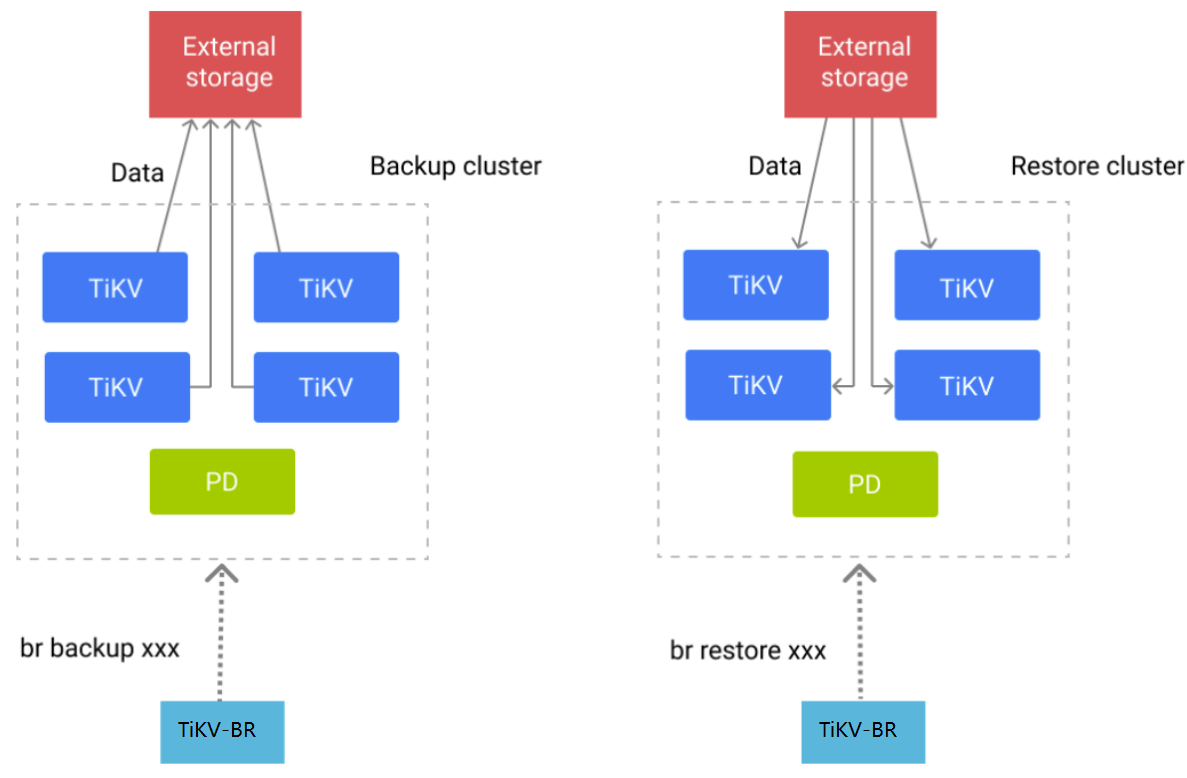 External
storage
Data
Backup cluster
TiKV
TiKV
TiKV
TiKV
PD
br backup xxx
TiKV-BR
External
storage
Data
Restore cluster
TiKV
TiKV
TiKV
TiKV
PD
br restore xxx
TiKV-BR